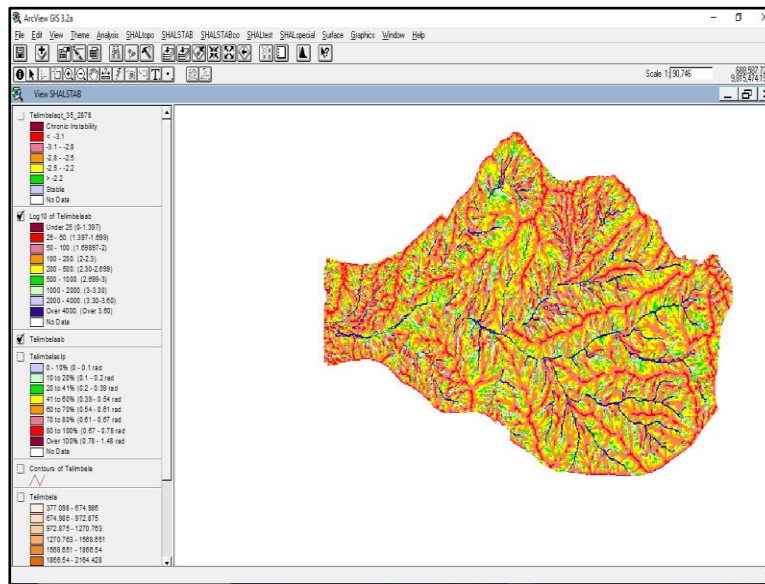 ArcView GIS 3.2a
File Edit View Theme Analysis SHALtopo SHALSTAB SHALSTABco SHALtest SHALspecial Surface Graphics Window Help
Scale 1: 90,746
View SHALSTAB
Telimbelaqt_35_2878
Chronic Instability
< -3.1
-3.1 - -2.8
-2.8 - -2.5
-2.5 - -2.2
> -2.2
Stable
No Data
Log10 of Telimbelaab
Under 25 (0-1.397)
25 - 50. (1.397-1.699)
50 - 100. (1.69897-2)
100 - 200. (2-2.3)
200 - 500. (2.30-2.699)
500 - 1000. (2.699-3)
1000 - 2000. (3-3.30)
2000 - 4000. (3.30-3.60)
Over 4000. (Over 3.60)
No Data
Telimbelaab
Telimbelaslp
0 - 10% (0 - 0.1 rad
10 to 20% (0.1 - 0.2 rad
20 to 41% (0.2 - 0.39 rad
41 to 60% (0.39 - 0.54 rad
60 to 70% (0.54 - 0.61 rad
70 to 80% (0.61 - 0.67 rad
80 to 100% (0.67 - 0.78 rad
Over 100% (0.78 - 1.48 rad
No Data
Contours of Telimbela
Telimbela
377.098 - 674.986
674.986 - 972.875
972.875 - 1270.763
1270.763 - 1568.651
1568.651 - 1866.54
1866.54 - 2164.428